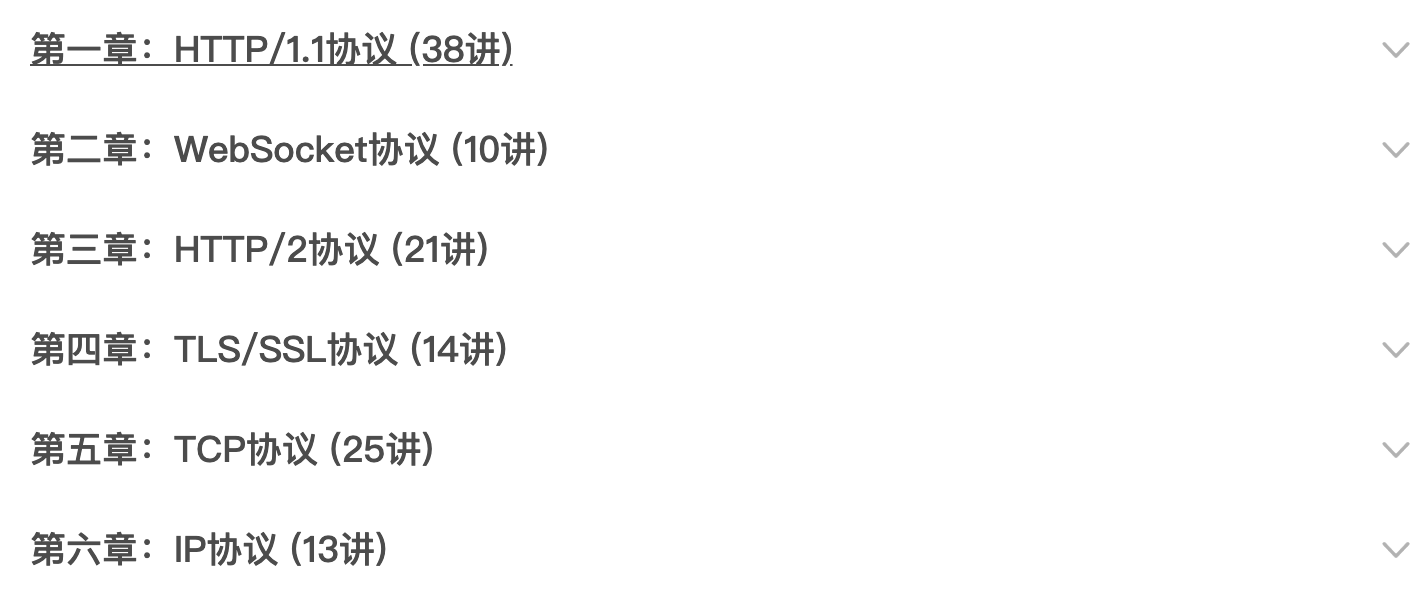 第一章：HTTP/1.1协议 (38讲)
第二章：WebSocket协议 (10讲)
第三章：HTTP/2协议 (21讲)
第四章：TLS/SSL协议 (14讲)
第五章：TCP协议 (25讲)
第六章：IP协议 (13讲)